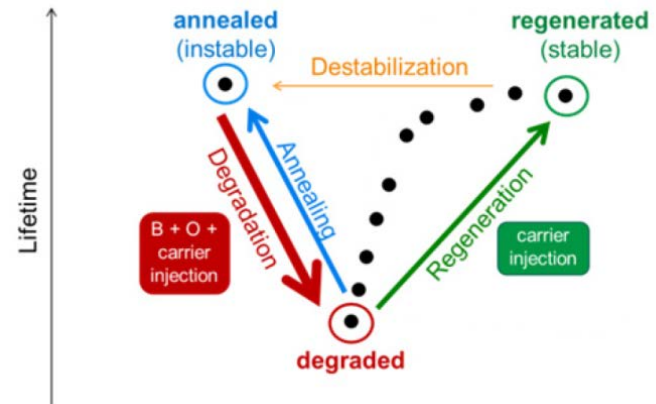 annealed
(instable)
regenerated
(stable)
Destabilization
Lifetime
Degradation
Annealing
B + O +
carrier
injection
Regeneration
carrier
injection
degraded